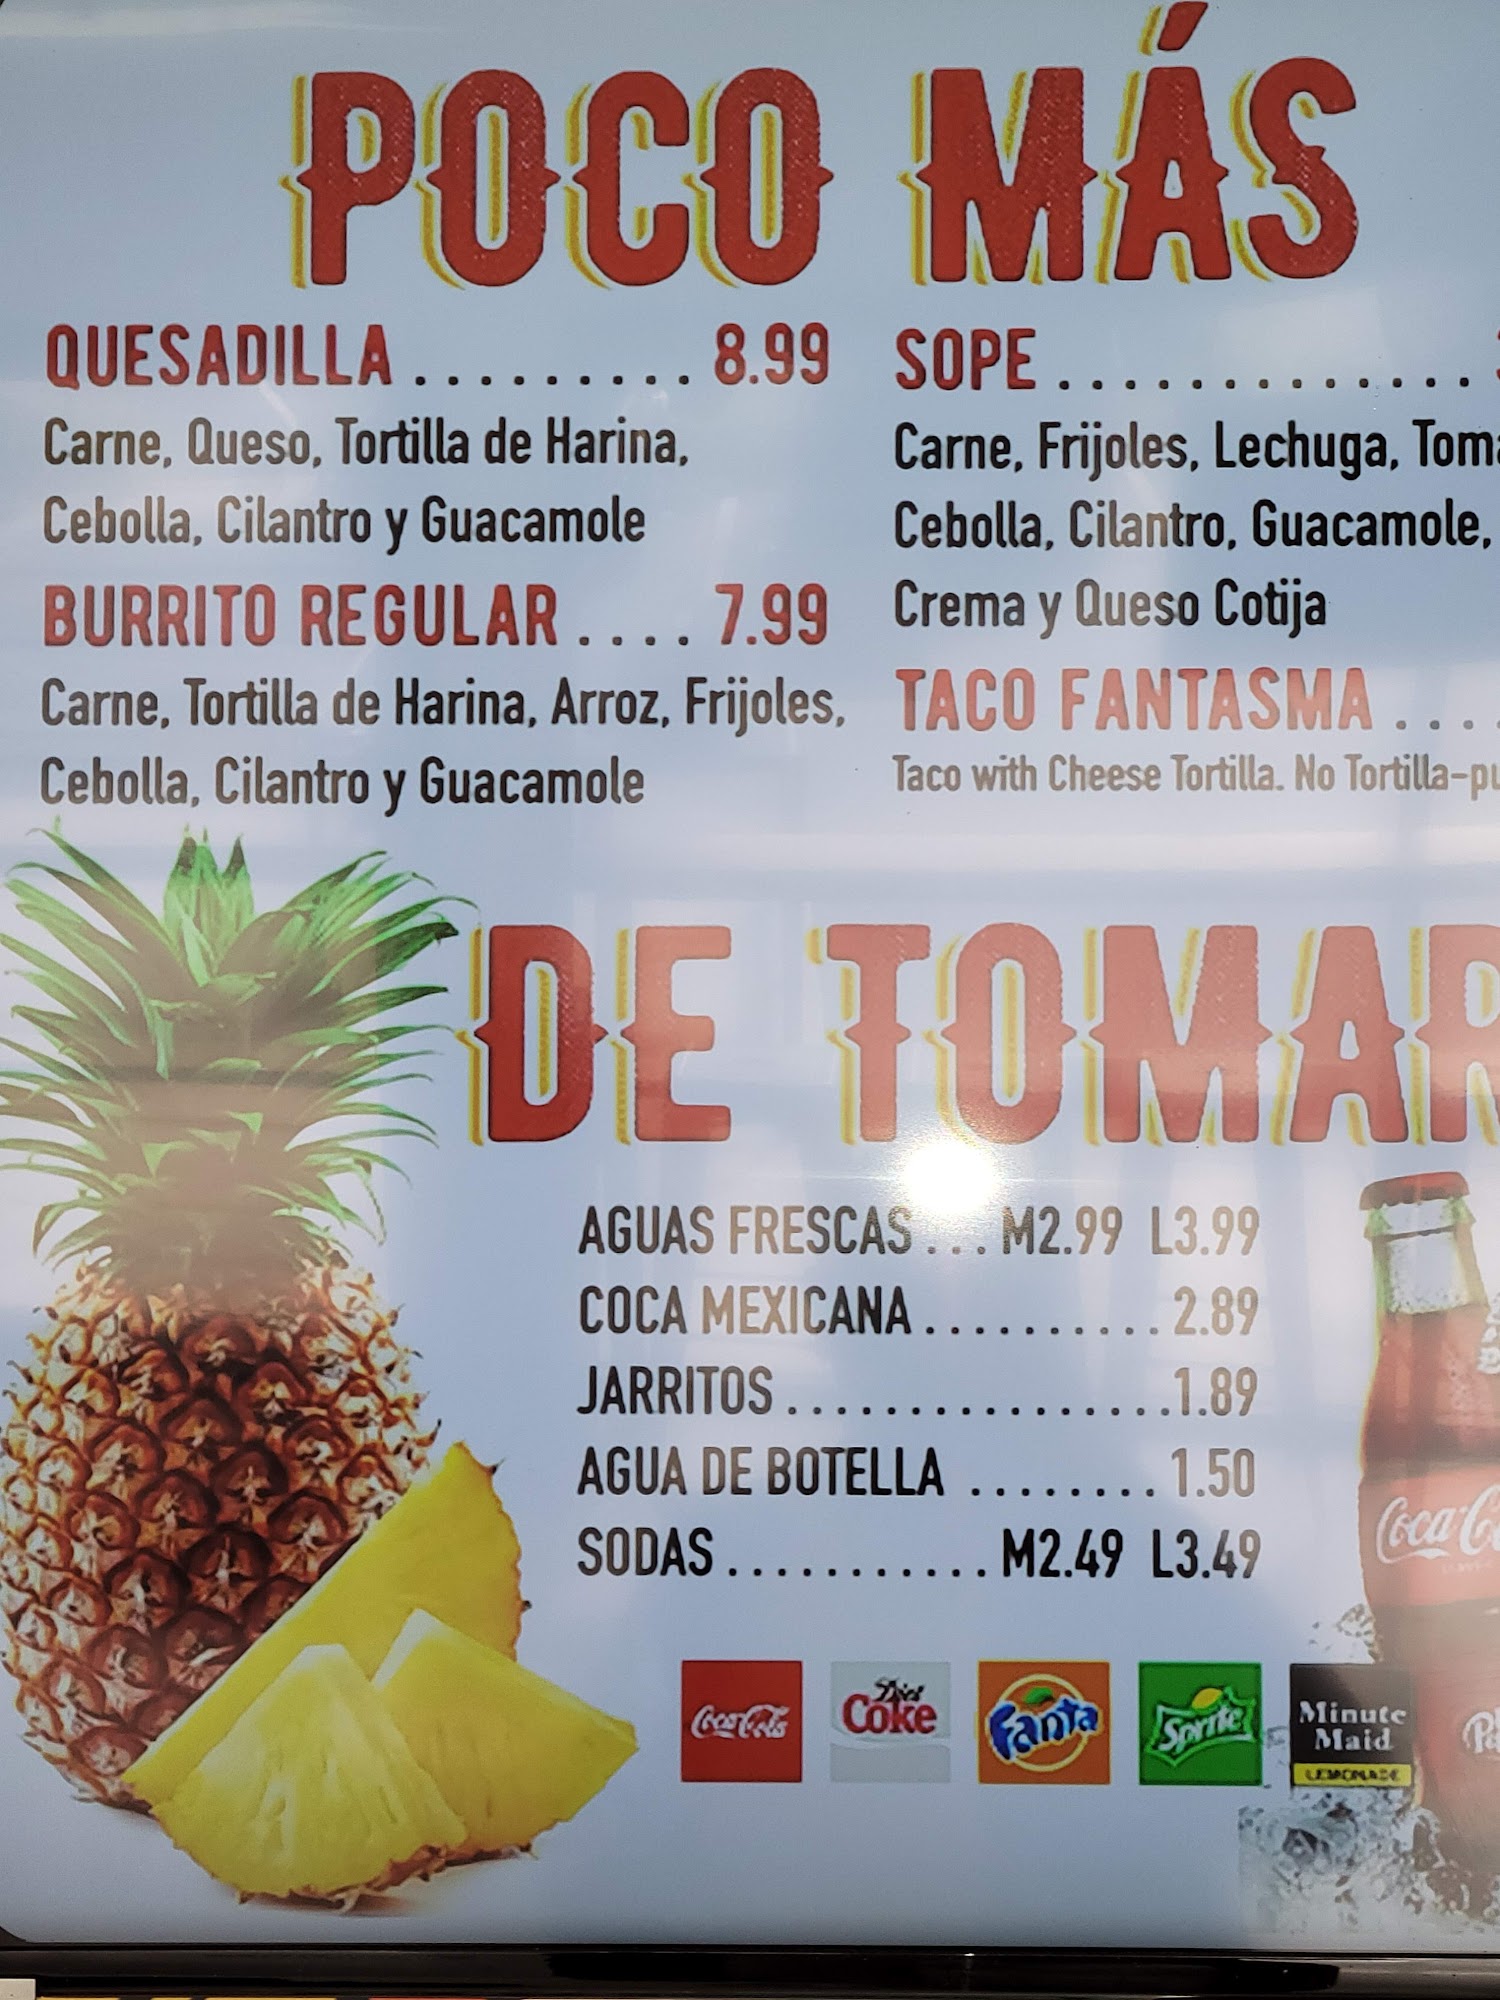 POCO MÁS
QUESADILLA ......... 8.99
Carne, Queso, Tortilla de Harina,
Cebolla, Cilantro y Guacamole
BURRITO REGULAR .... 7.99
Carne, Tortilla de Harina, Arroz, Frijoles,
Cebolla, Cilantro y Guacamole
SOPE .............
Carne, Frijoles, Lechuga,
Cebolla, Cilantro, Guacamole,
Crema y Queso Cotija
TACO FANTASMA ....
Taco with Cheese Tortilla. No
DE TOMAR
AGUAS FRESCAS ... M2.99 L3.99
COCA MEXICANA .......... 2.89
JARRITOS ................ 1.89
AGUA DE BOTELLA ........ 1.50
SODAS ........... M2.49 L3.49
Coca-Cola
Coca-Cola
Diet
Coke
Fanta
Sprite
Minute
Maid
LEMONADE